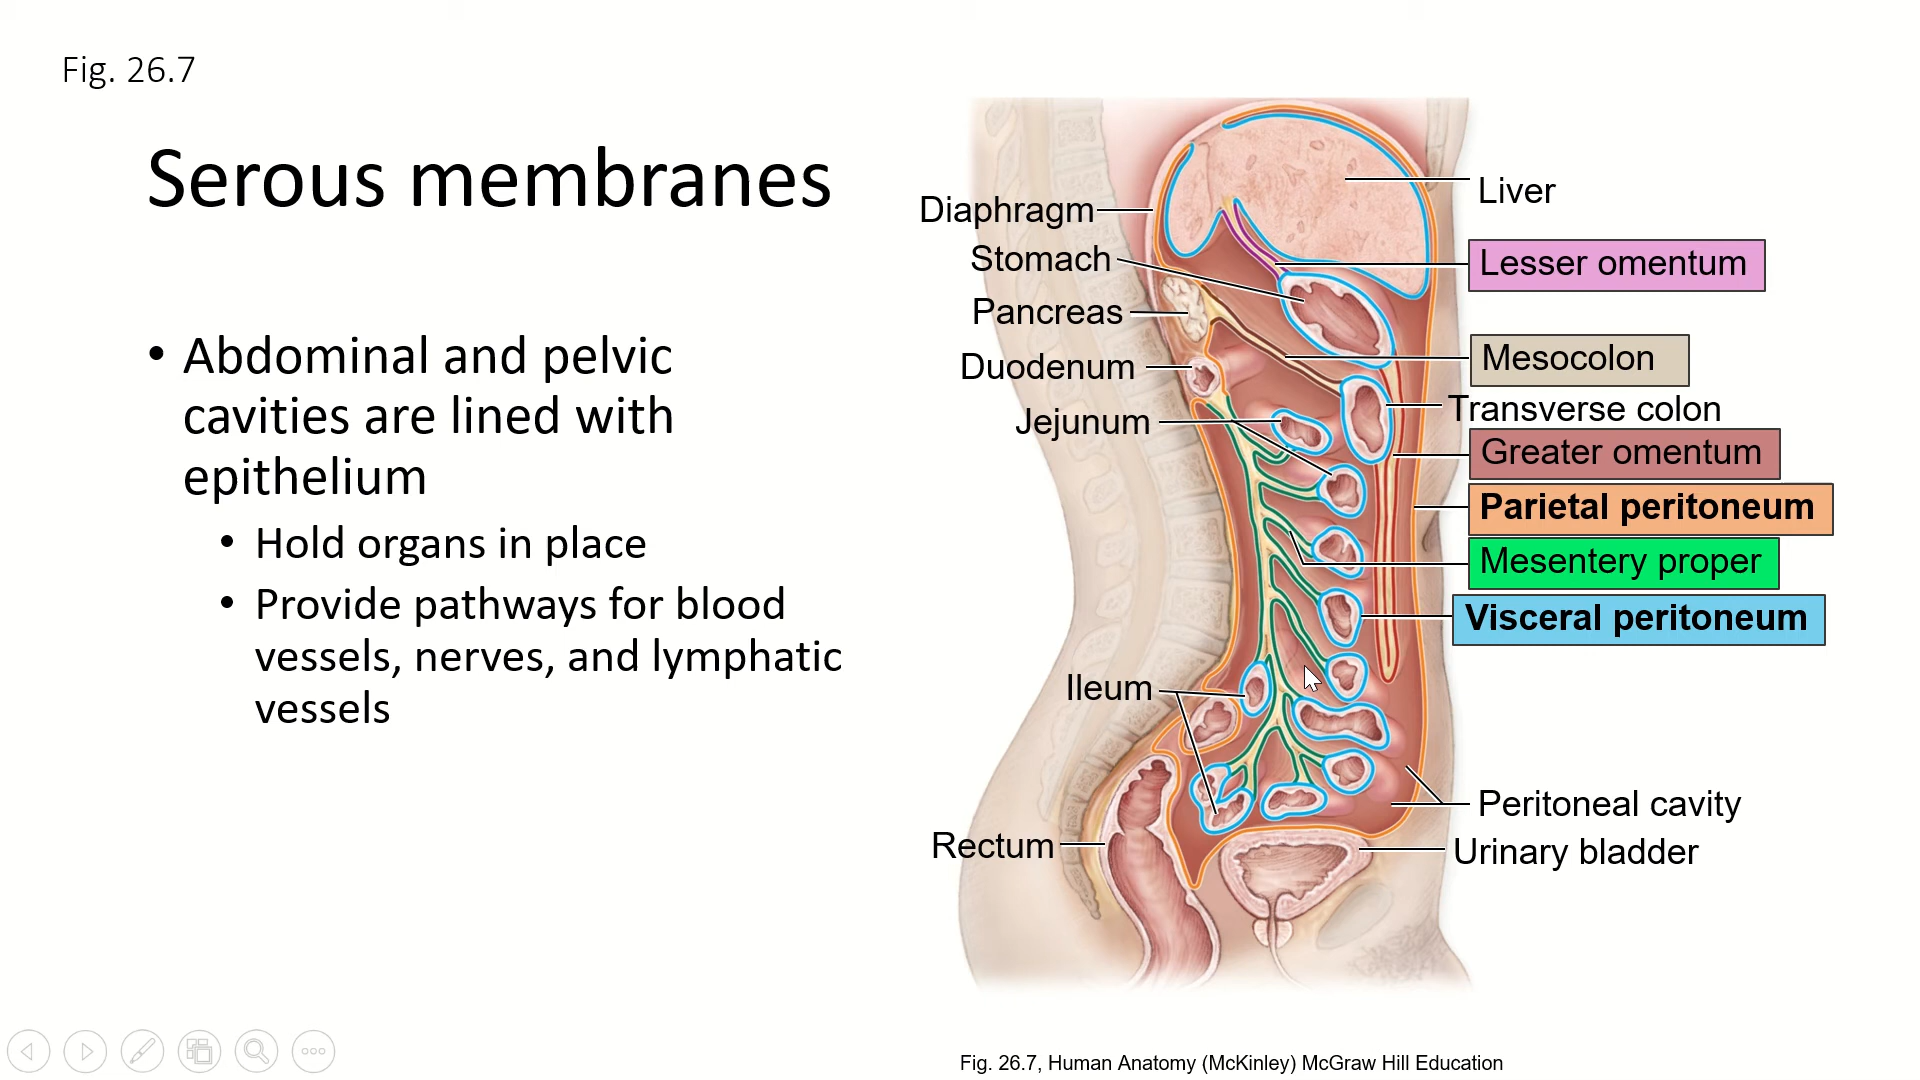 Fig. 26.7
Serous membranes
• Abdominal and pelvic
cavities are lined with
epithelium
• Hold organs in place
• Provide pathways for blood
vessels, nerves, and lymphatic
vessels
Diaphragm
Stomach
Pancreas
Duodenum
Jejunum
Ileum
Rectum
Liver
Lesser omentum
Mesocolon
Transverse colon
Greater omentum
Parietal peritoneum
Mesentery proper
Visceral peritoneum
Peritoneal cavity
Urinary bladder
Fig. 26.7, Human Anatomy (McKinley) McGraw Hill Education